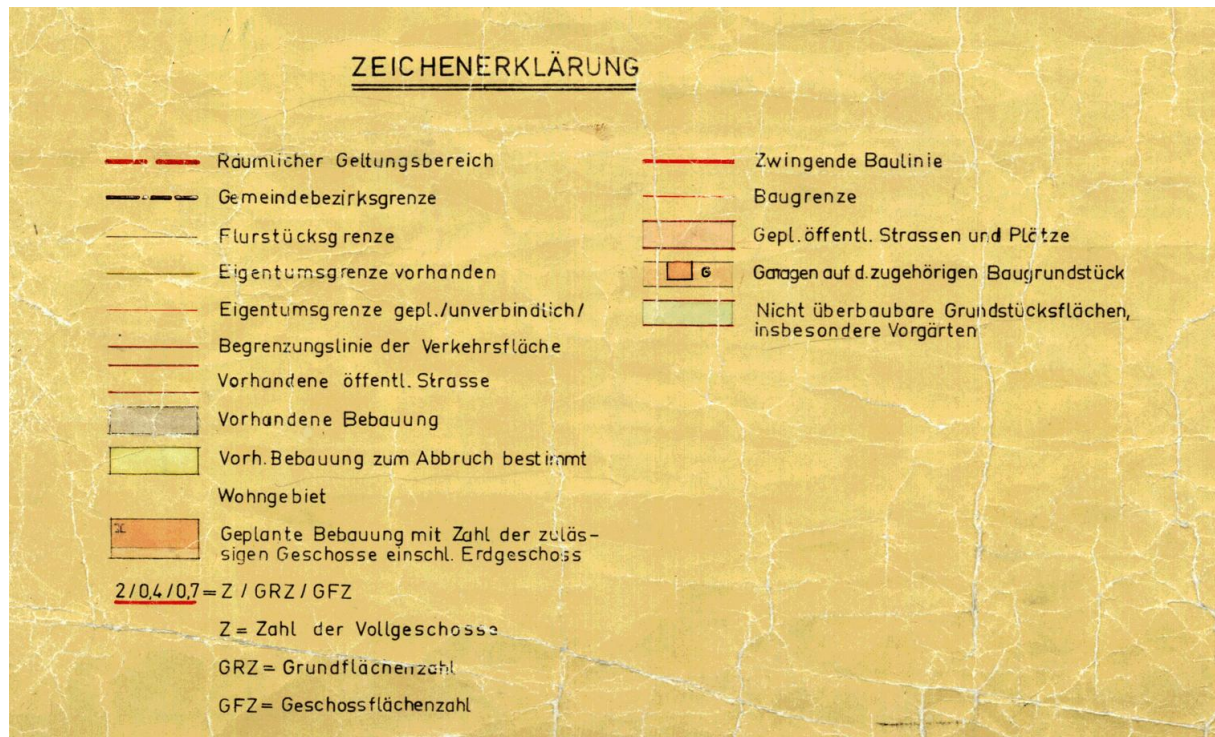 ZEICHENERKLÄRUNG
Räumlicher Geltungsbereich
Gemeindebezirksgrenze
Flurstücksgrenze
Eigentumsgrenze vorhanden
Eigentumsgrenze gepl./unverbindlich/
Begrenzungslinie der Verkehrsfläche
Vorhandene öffentl. Strasse
Vorhandene Bebauung
Vorh. Bebauung zum Abbruch bestimmt
Wohngebiet
Geplante Bebauung mit Zahl der zuläs-
sigen Geschosse einschl. Erdgeschoss
2/0,4/0,7 = Z / GRZ / GFZ
Z = Zahl der Vollgeschosse
GRZ = Grundflächenzahl
GFZ = Geschossflächenzahl
Zwingende Baulinie
Baugrenze
Gepl. öffentl. Strassen und Plätze
G Garagen auf d. zugehörigen Baugrundstück
Nicht überbaubare Grundstücksflächen,
insbesondere Vorgärten